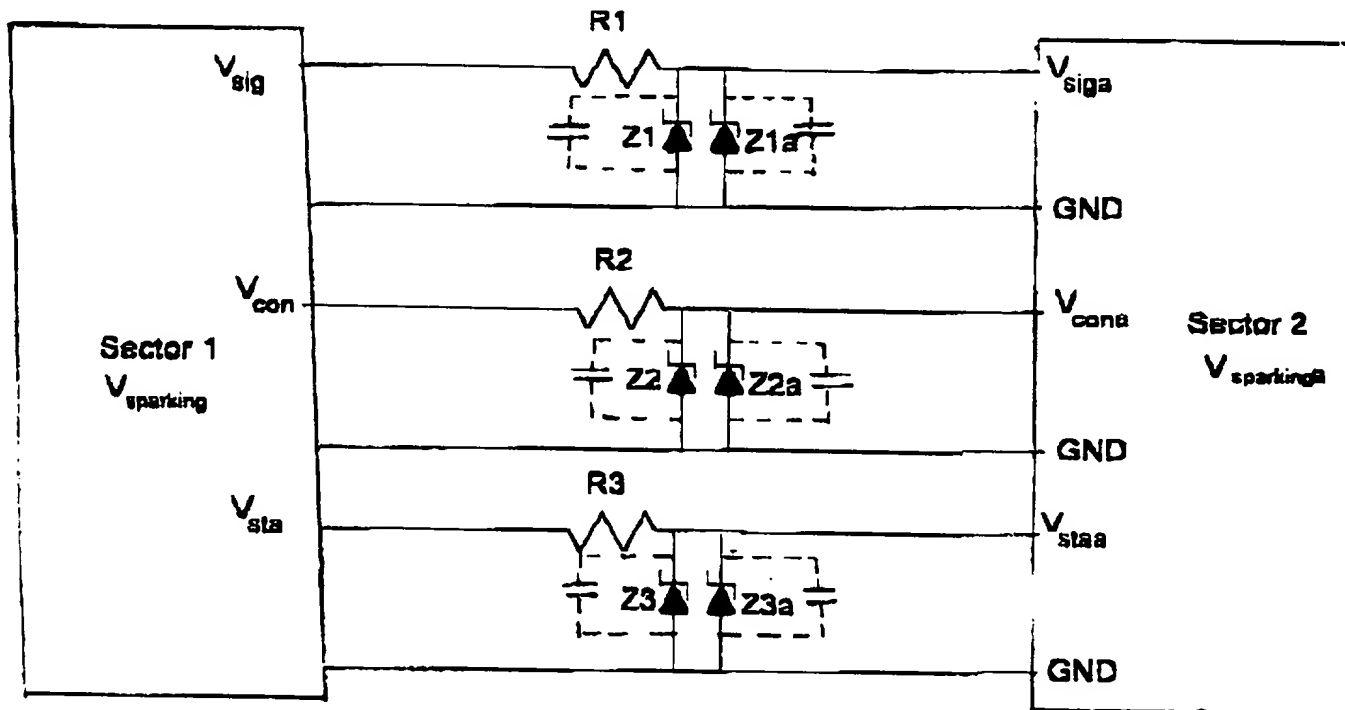 R1
Vsig
Vsiga
Z1
Z1a
GND
R2
Vcon
Vcona
Sector 1
Vsparking
Z2
Z2a
Sector 2
Vsparkinga
GND
R3
Vsta
Vstaa
Z3
Z3a
GND